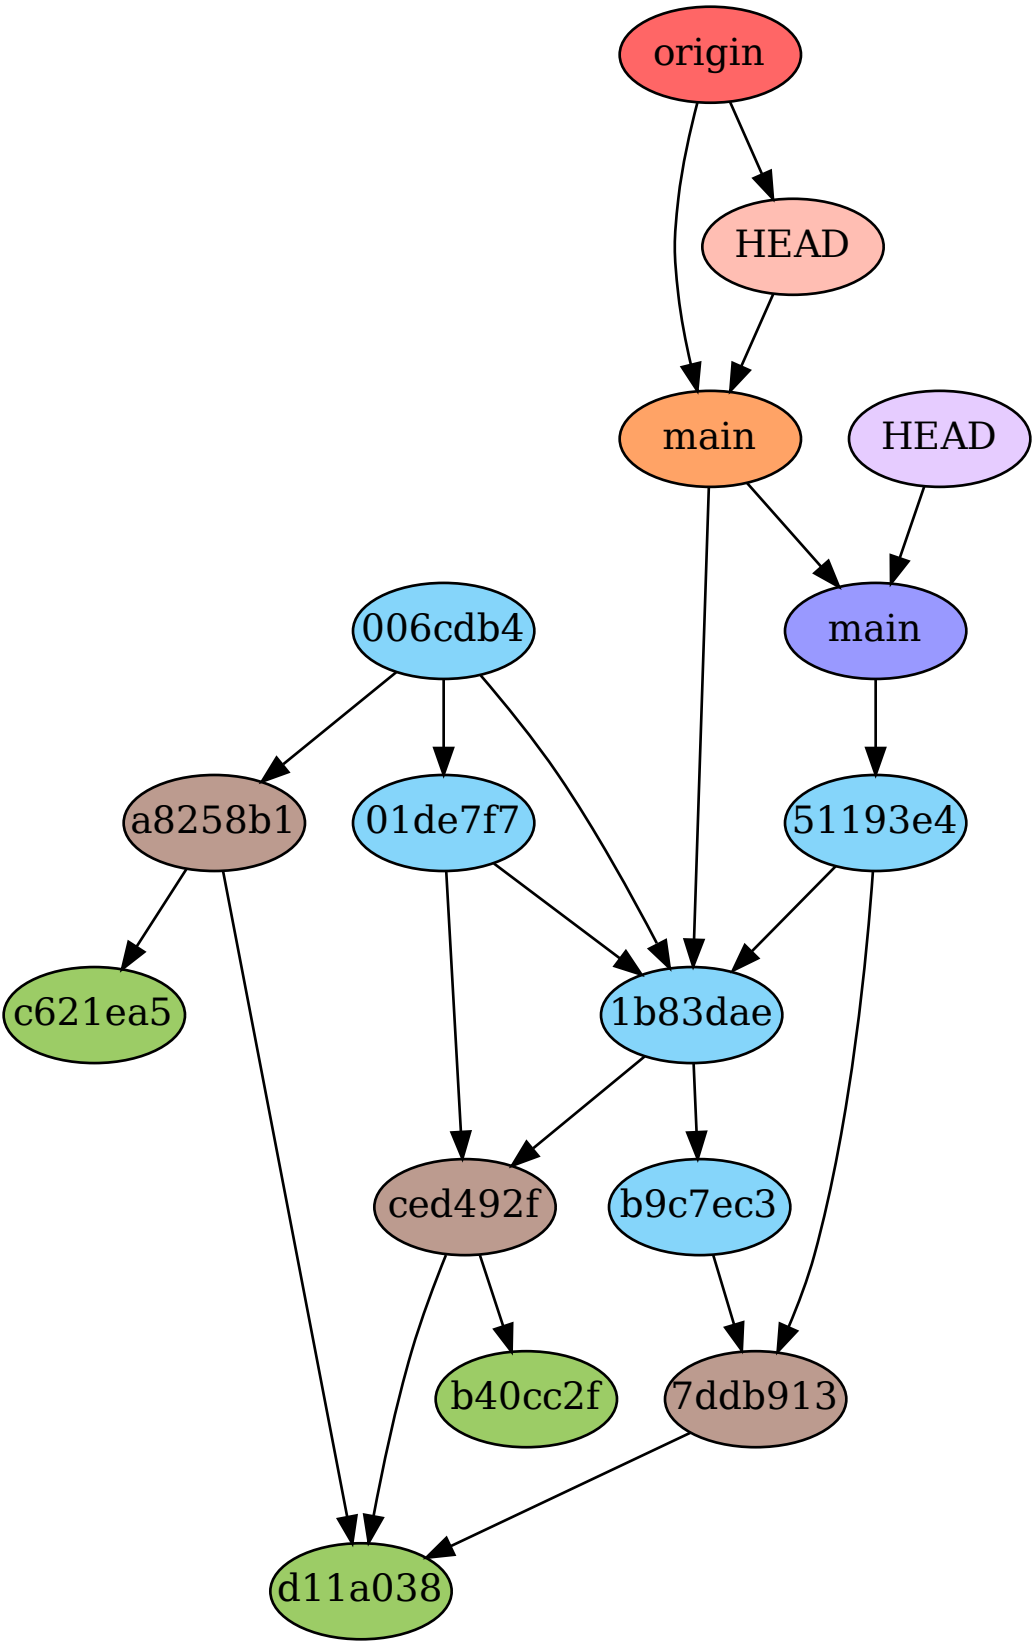 origin
HEAD
main
HEAD
006cdb4
main
a8258b1
01de7f7
51193e4
c621ea5
1b83dae
ced492f
b9c7ec3
b40cc2f
7ddb913
d11a038